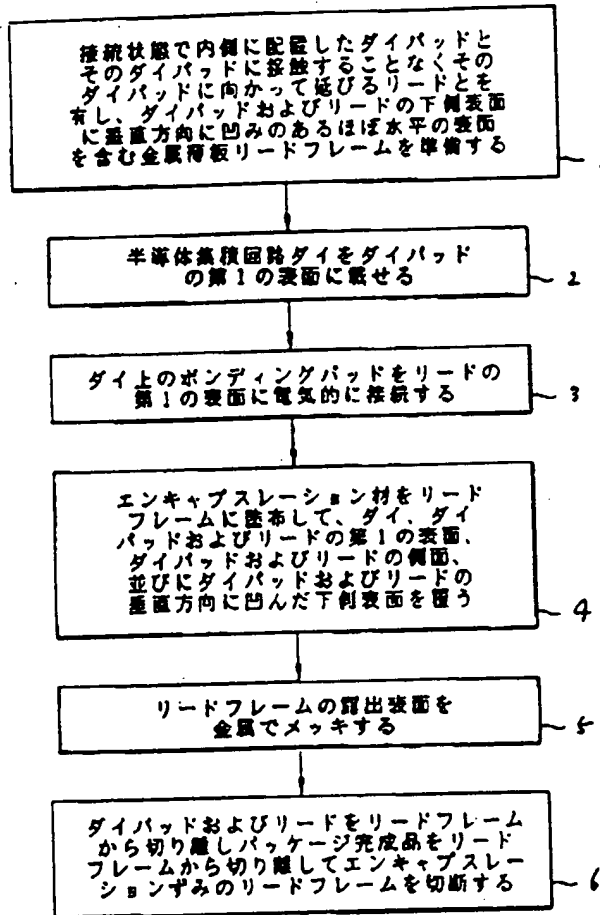 接続状態で内側に配置したダイパッドと
そのダイパッドに接触することなくその
ダイパッドに向かって延びるリードとを
有し、ダイパッドおよびリードの下側表面
に垂直方向に凹みのあるほぼ水平の表面
を含む金属薄板リードフレームを準備する
半導体集積回路ダイをダイパッド
の第1の表面に載せる
2
ダイ上のボンディングパッドをリードの
第1の表面に電気的に接続する
3
エンキャプスレーション材をリード
フレームに塗布して、ダイ、ダイ
パッドおよびリードの第1の表面、
ダイパッドおよびリードの側面、
並びにダイパッドおよびリードの
垂直方向に凹んだ下側表面を覆う
4
リードフレームの露出表面を
金属でメッキする
5
ダイパッドおよびリードをリードフレーム
から切り離しパッケージ完成品をリード
フレームから切り離してエンキャプスレー
ションずみのリードフレームを切断する
6